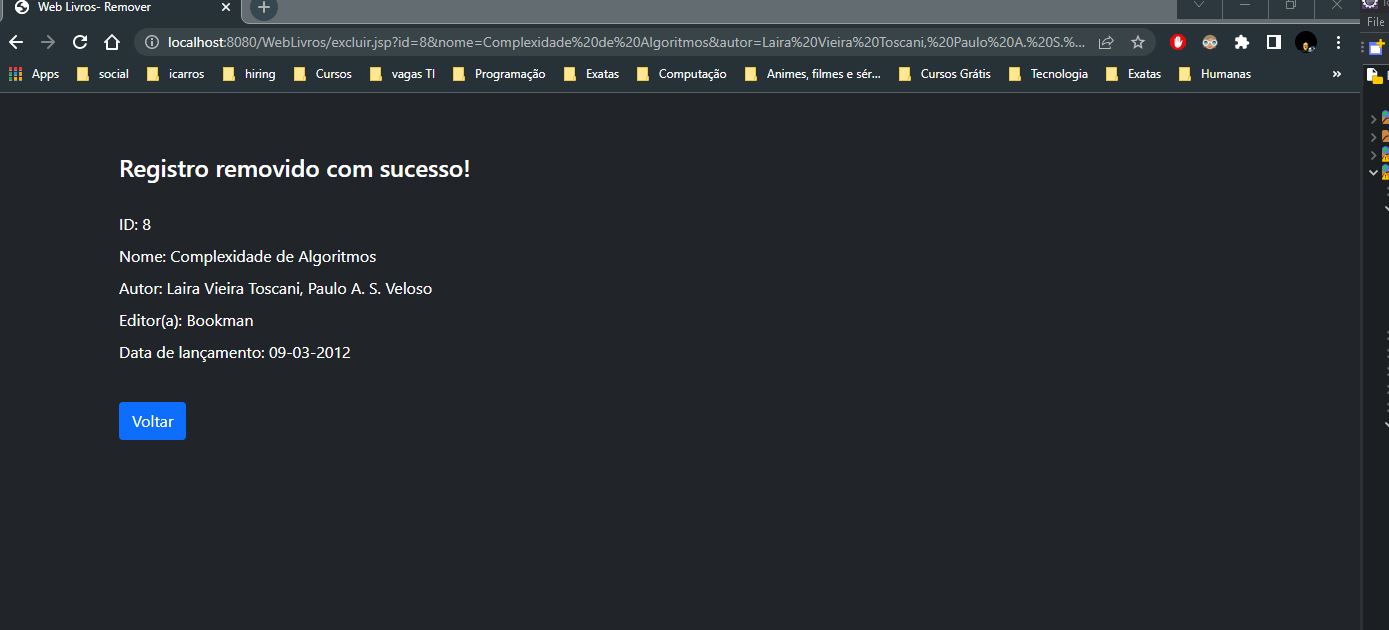 Web Livros- Remover
File
localhost:8080/WebLivros/excluir.jsp?id=8&nome=Complexidade%20de%20Algoritmos&autor=Laira%20Vieira%20Toscani,%20Paulo%20A.%20S.%...
Apps social icarros hiring Cursos vagas TI Programação Exatas Computação Animes, filmes e sér... Cursos Grátis Tecnologia Exatas Humanas »
Registro removido com sucesso!
ID: 8
Nome: Complexidade de Algoritmos
Autor: Laira Vieira Toscani, Paulo A. S. Veloso
Editor(a): Bookman
Data de lançamento: 09-03-2012
Voltar